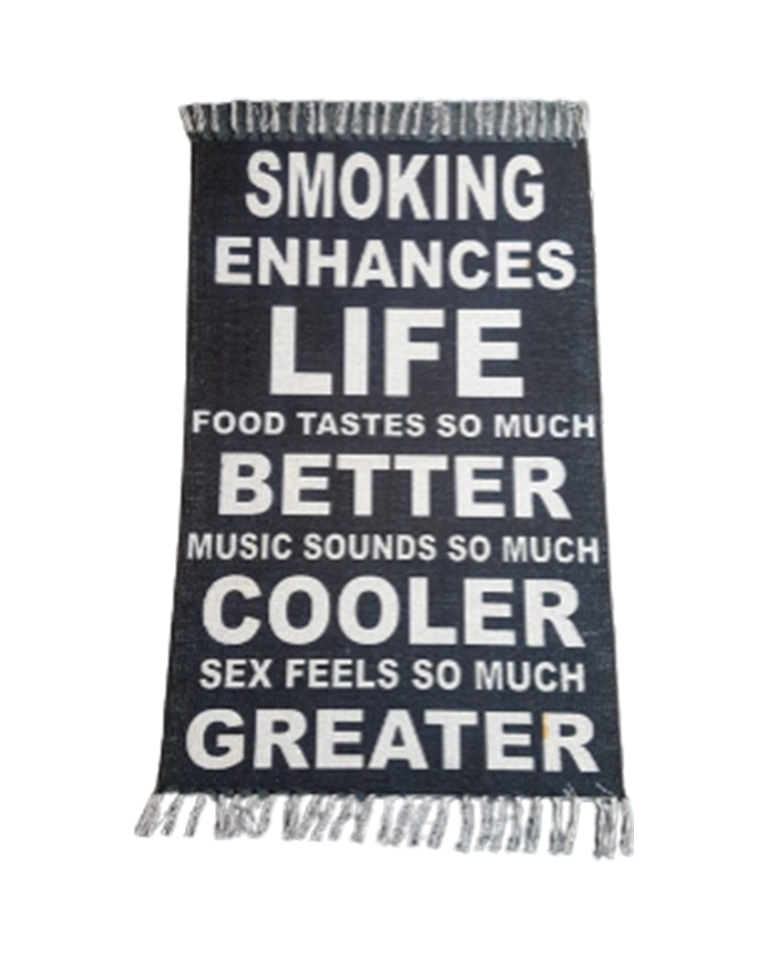 SMOKING
ENHANCES
LIFE
FOOD TASTES SO MUCH
BETTER
MUSIC SOUNDS SO MUCH
COOLER
SEX FEELS SO MUCH
GREATER